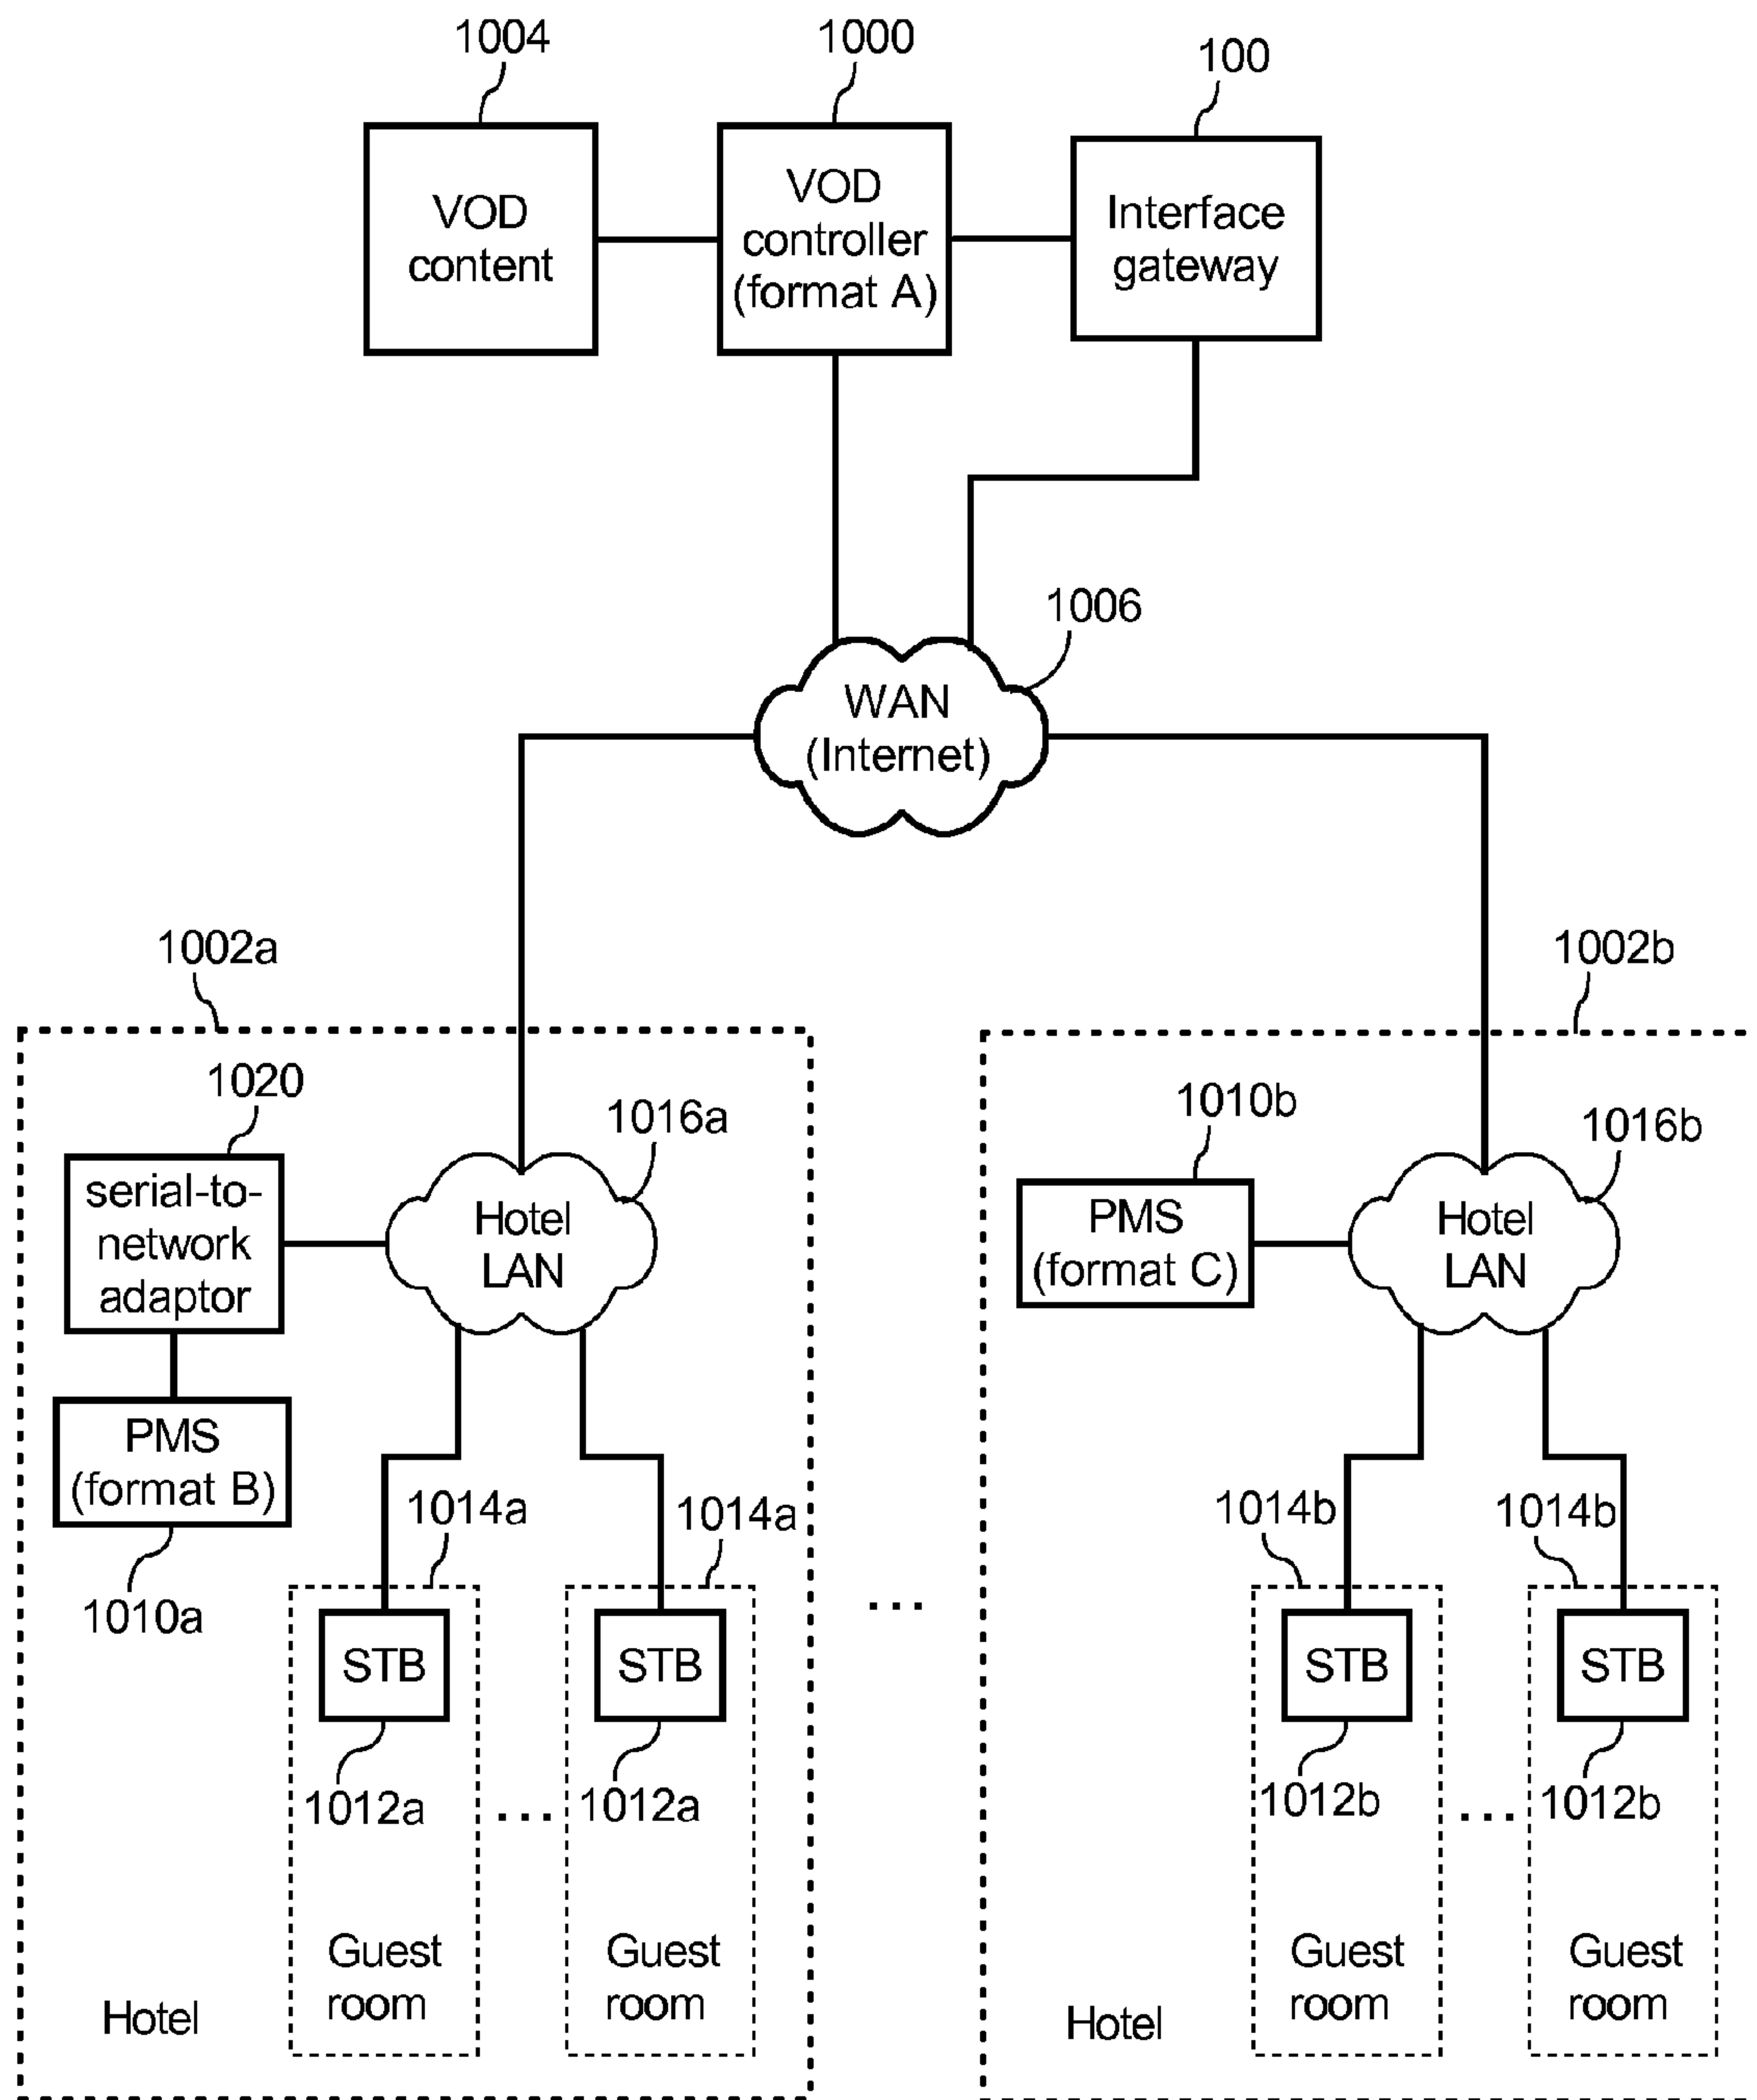 1004
1000
100
VOD
content
VOD
controller
(format A)
Interface
gateway
1006
WAN
(Internet)
1002a
1002b
1020
1016a
1010b
1016b
serial-to-
network
adaptor
Hotel
LAN
PMS
(format C)
Hotel
LAN
PMS
(format B)
1010a
1014a
1014a
1014b
1014b
STB
STB
...
STB
STB
1012a
...
1012a
1012b
...
1012b
Guest
room
Guest
room
Guest
room
Guest
room
Hotel
Hotel